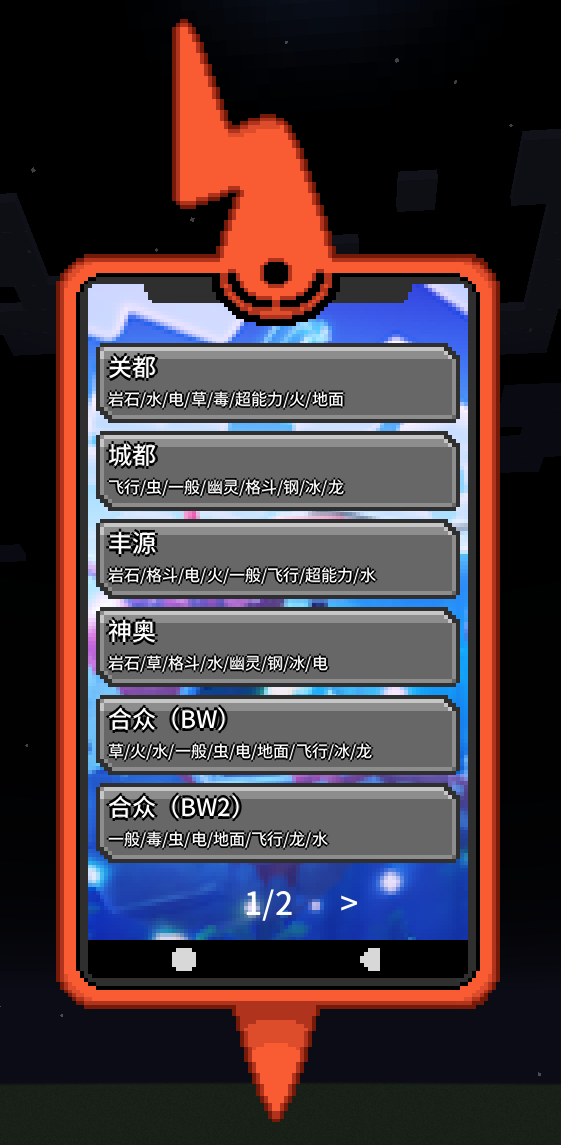 关都
岩石/水/电/草/毒/超能力/火/地面
城都
飞行/虫/一般/幽灵/格斗/钢/冰/龙
丰源
岩石/格斗/电/火/一般/飞行/超能力/水
神奥
岩石/草/格斗/水/幽灵/钢/冰/电
合众（BW）
草/火/水/一般/虫/电/地面/飞行/冰/龙
合众（BW2）
一般/毒/虫/电/地面/飞行/龙/水
1/2 >